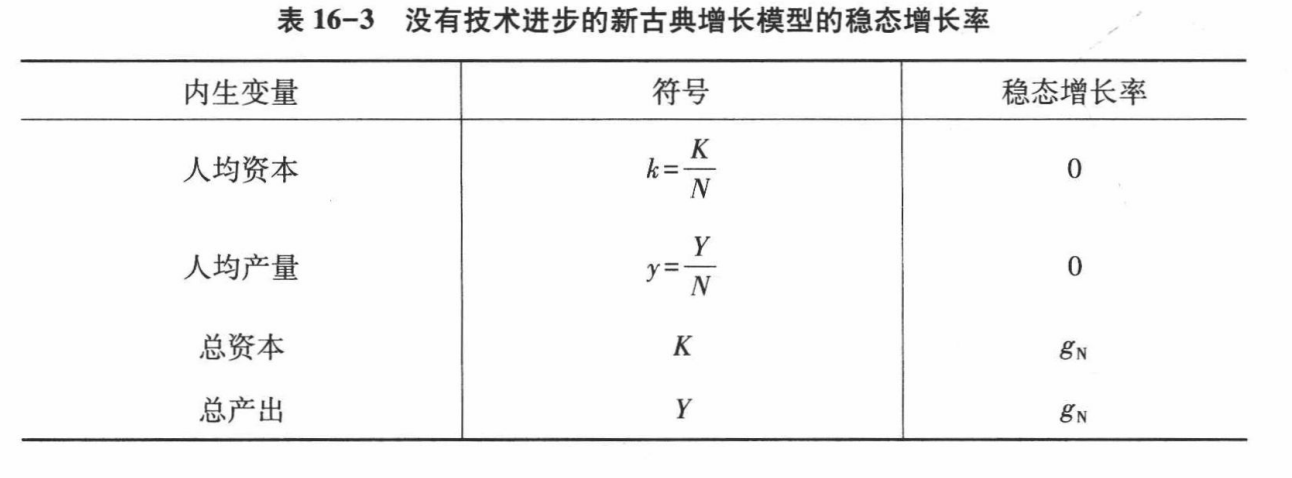 表 16-3 没有技术进步的新古典增长模型的稳态增长率
内生变量 符号 稳态增长率
人均资本 k=K/N 0
人均产量 y=Y/N 0
总资本 K g_N
总产出 Y g_N